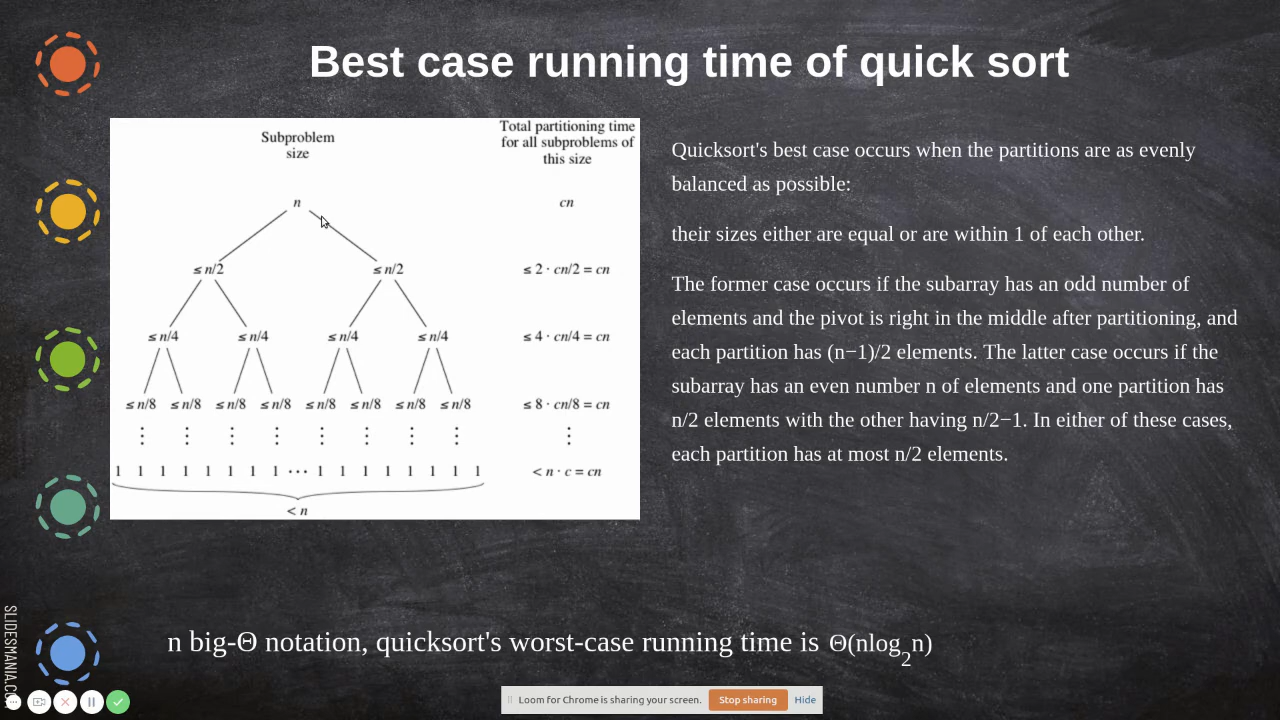 Best case running time of quick sort
Subproblem
size
Total partitioning time
for all subproblems of
this size
n
cn
≤ n/2 ≤ n/2
≤ 2 · cn/2 = cn
≤ n/4 ≤ n/4 ≤ n/4 ≤ n/4
≤ 4 · cn/4 = cn
≤ n/8 ≤ n/8 ≤ n/8 ≤ n/8 ≤ n/8 ≤ n/8 ≤ n/8 ≤ n/8
≤ 8 · cn/8 = cn
1 1 1 1 1 1 1 1 ··· 1 1 1 1 1 1 1 1
< n · c = cn
< n
Quicksort's best case occurs when the partitions are as evenly
balanced as possible:
their sizes either are equal or are within 1 of each other.
The former case occurs if the subarray has an odd number of
elements and the pivot is right in the middle after partitioning, and
each partition has (n−1)/2 elements. The latter case occurs if the
subarray has an even number n of elements and one partition has
n/2 elements with the other having n/2−1. In either of these cases,
each partition has at most n/2 elements.
n big-Θ notation, quicksort's worst-case running time is Θ(nlog₂n)
SLIDESMANIA.C
Loom for Chrome is sharing your screen.
Stop sharing
Hide